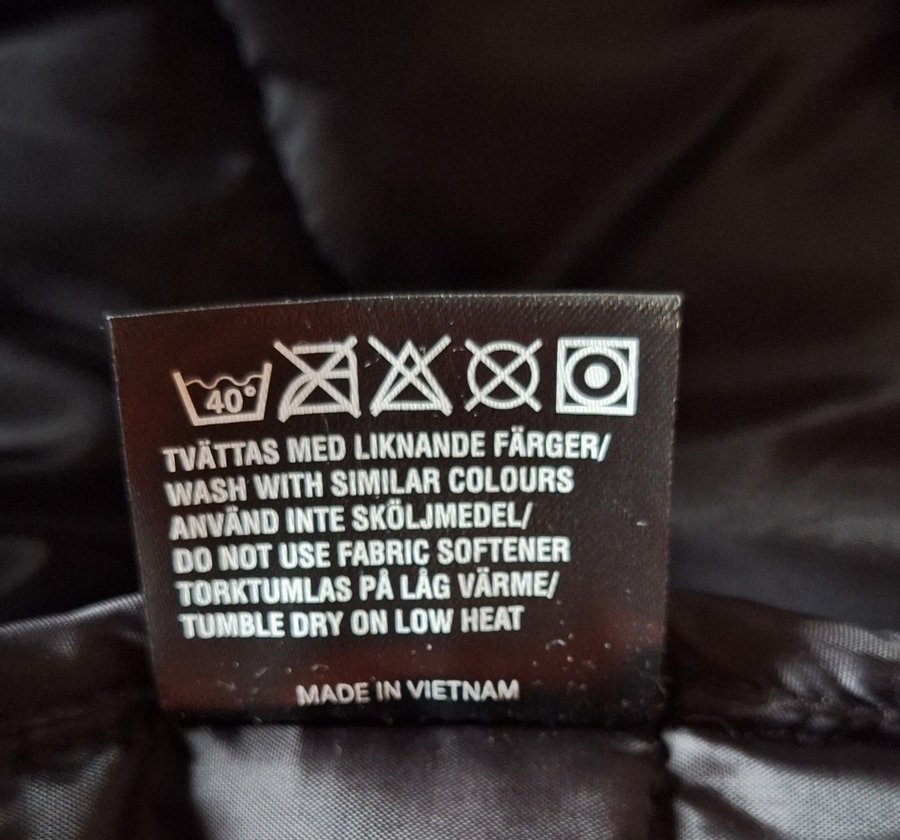 40°
TVÄTTAS MED LIKNANDE FÄRGER/
WASH WITH SIMILAR COLOURS
ANVÄND INTE SKÖLJMEDEL/
DO NOT USE FABRIC SOFTENER
TORKTUMLAS PÅ LÅG VÄRME/
TUMBLE DRY ON LOW HEAT
MADE IN VIETNAM